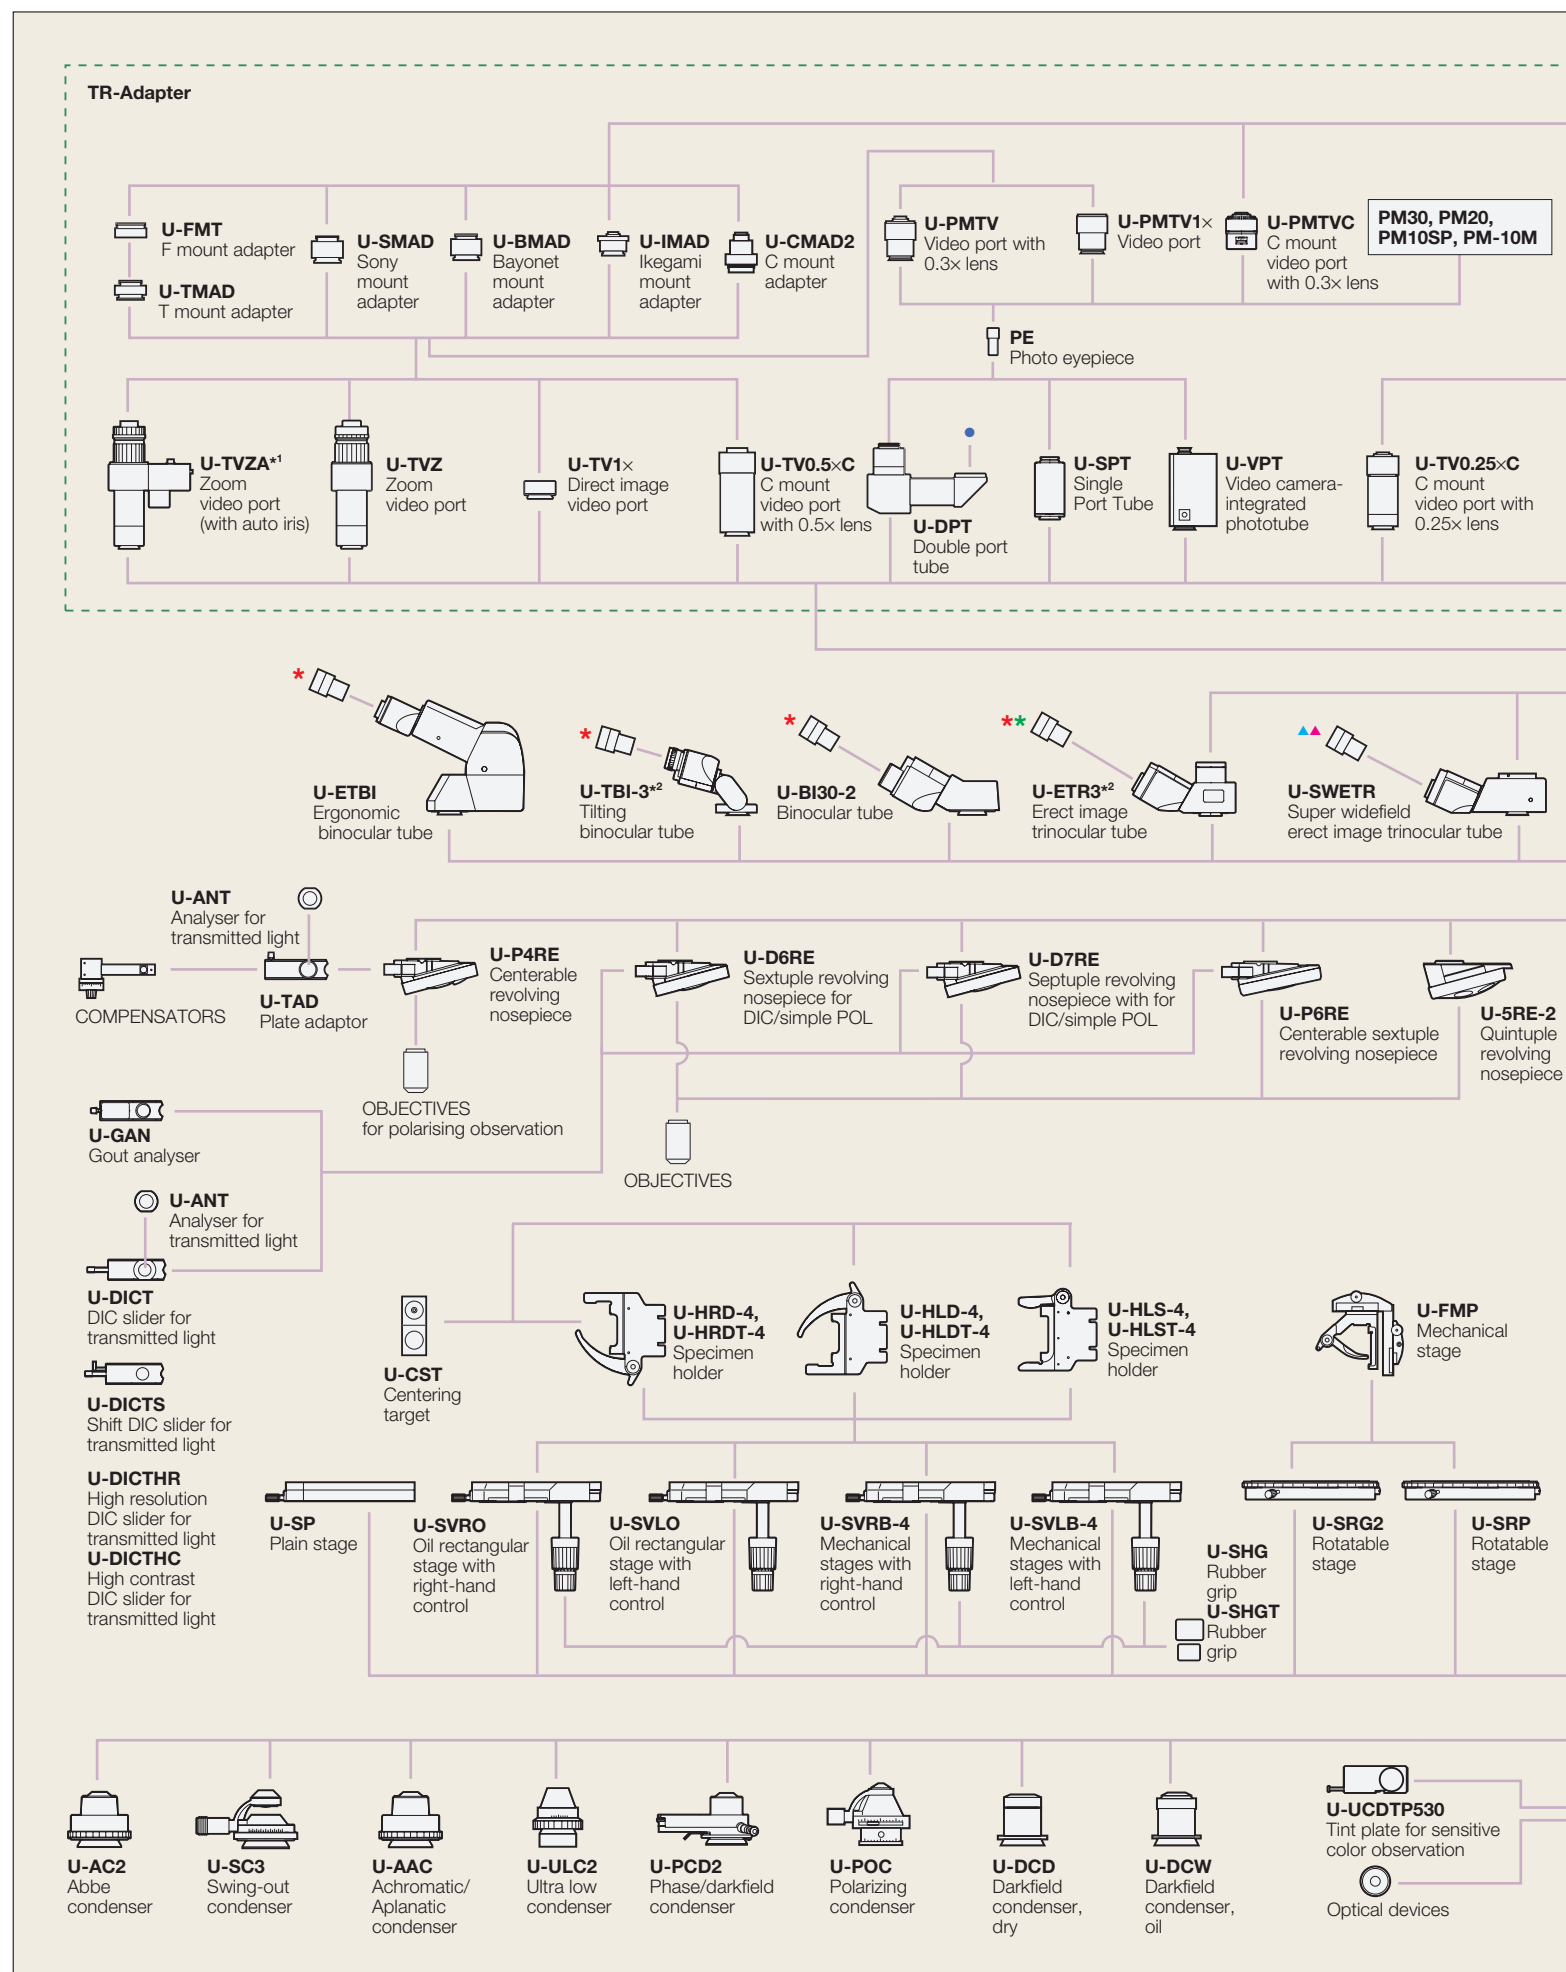 TR-Adapter
U-FMT
F mount adapter
U-TMAD
T mount adapter
U-SMAD
Sony
mount
adapter
U-BMAD
Bayonet
mount
adapter
U-IMAD
Ikegami
mount
adapter
U-CMAD2
C mount
adapter
U-PMTV
Video port with
0.3× lens
U-PMTV1×
Video port
U-PMTVC
C mount
video port
with 0.3× lens
PM30, PM20,
PM10SP, PM-10M
PE
Photo eyepiece
U-TVZA*1
Zoom
video port
(with auto iris)
U-TVZ
Zoom
video port
U-TV1×
Direct image
video port
U-TV0.5×C
C mount
video port
with 0.5× lens
U-DPT
Double port
tube
U-SPT
Single
Port Tube
U-VPT
Video camera-
integrated
phototube
U-TV0.25×C
C mount
video port with
0.25× lens
*
*
*
**
U-ETBI
Ergonomic
binocular tube
U-TBI-3*2
Tilting
binocular tube
U-BI30-2
Binocular tube
U-ETR3*2
Erect image
trinocular tube
U-SWETR
Super widefield
erect image trinocular tube
U-ANT
Analyser for
transmitted light
COMPENSATORS
U-TAD
Plate adaptor
U-P4RE
Centerable
revolving
nosepiece
U-D6RE
Sextuple revolving
nosepiece for
DIC/simple POL
U-D7RE
Septuple revolving
nosepiece with for
DIC/simple POL
U-P6RE
Centerable sextuple
revolving nosepiece
U-5RE-2
Quintuple
revolving
nosepiece
OBJECTIVES
for polarising observation
OBJECTIVES
U-GAN
Gout analyser
U-ANT
Analyser for
transmitted light
U-DICT
DIC slider for
transmitted light
U-DICTS
Shift DIC slider for
transmitted light
U-DICTHR
High resolution
DIC slider for
transmitted light
U-DICTHC
High contrast
DIC slider for
transmitted light
U-CST
Centering
target
U-HRD-4,
U-HRDT-4
Specimen
holder
U-HLD-4,
U-HLDT-4
Specimen
holder
U-HLS-4,
U-HLST-4
Specimen
holder
U-FMP
Mechanical
stage
U-SP
Plain stage
U-SVRO
Oil rectangular
stage with
right-hand
control
U-SVLO
Oil rectangular
stage with
left-hand
control
U-SVRB-4
Mechanical
stages with
right-hand
control
U-SVLB-4
Mechanical
stages with
left-hand
control
U-SHG
Rubber
grip
U-SHGT
Rubber
grip
U-SRG2
Rotatable
stage
U-SRP
Rotatable
stage
U-AC2
Abbe
condenser
U-SC3
Swing-out
condenser
U-AAC
Achromatic/
Aplanatic
condenser
U-ULC2
Ultra low
condenser
U-PCD2
Phase/darkfield
condenser
U-POC
Polarizing
condenser
U-DCD
Darkfield
condenser,
dry
U-DCW
Darkfield
condenser,
oil
U-UCDTP530
Tint plate for sensitive
color observation
Optical devices